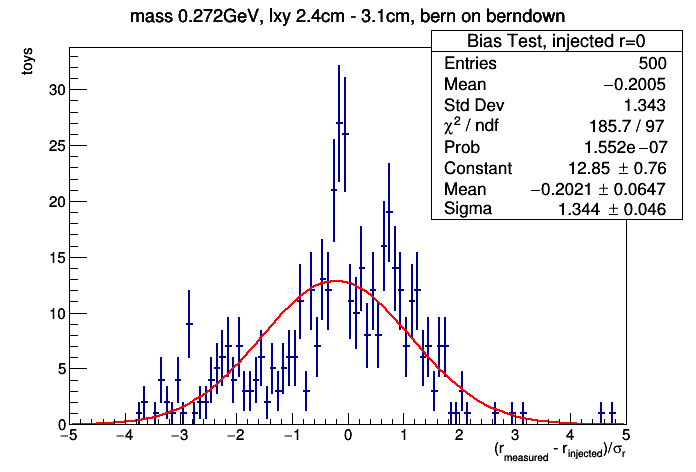 mass 0.272GeV, lxy 2.4cm - 3.1cm, bern on berndown
toys
Bias Test, injected r=0
Entries 500
Mean −0.2005
Std Dev 1.343
χ² / ndf 185.7 / 97
Prob 1.552e−07
Constant 12.85 ± 0.76
Mean −0.2021 ± 0.0647
Sigma 1.344 ± 0.046
30
25
20
15
10
5
0
−5 −4 −3 −2 −1 0 1 2 3 4 5
(r_measured - r_injected)/σ_r